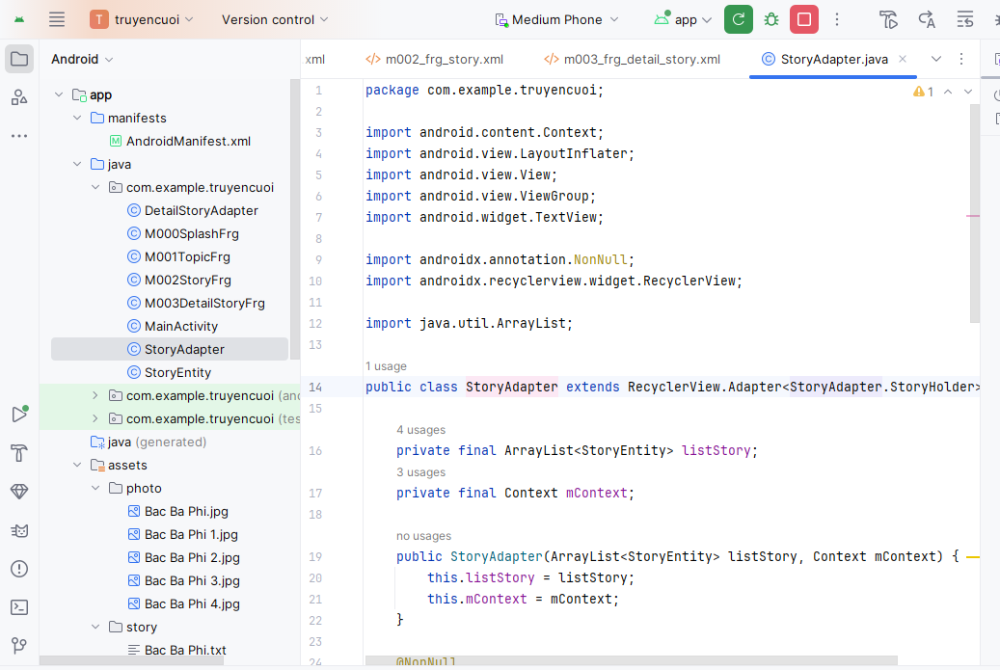 T truyencuoi Version control Medium Phone app
Android
xml m002_frg_story.xml m003_frg_detail_story.xml StoryAdapter.java
app
manifests
AndroidManifest.xml
java
com.example.truyencuoi
DetailStoryAdapter
M000SplashFrg
M001TopicFrg
M002StoryFrg
M003DetailStoryFrg
MainActivity
StoryAdapter
StoryEntity
com.example.truyencuoi (and
com.example.truyencuoi (tes
java (generated)
assets
photo
Bac Ba Phi.jpg
Bac Ba Phi 1.jpg
Bac Ba Phi 2.jpg
Bac Ba Phi 3.jpg
Bac Ba Phi 4.jpg
story
Bac Ba Phi.txt
1 package com.example.truyencuoi; 1
2
3 import android.content.Context;
4 import android.view.LayoutInflater;
5 import android.view.View;
6 import android.view.ViewGroup;
7 import android.widget.TextView;
8
9 import androidx.annotation.NonNull;
10 import androidx.recyclerview.widget.RecyclerView;
11
12 import java.util.ArrayList;
13
1 usage
14 public class StoryAdapter extends RecyclerView.Adapter<StoryAdapter.StoryHolder>
15
4 usages
16 private final ArrayList<StoryEntity> listStory;
3 usages
17 private final Context mContext;
18
no usages
19 public StoryAdapter(ArrayList<StoryEntity> listStory, Context mContext) {
20 this.listStory = listStory;
21 this.mContext = mContext;
22 }
23
24 @NonNull